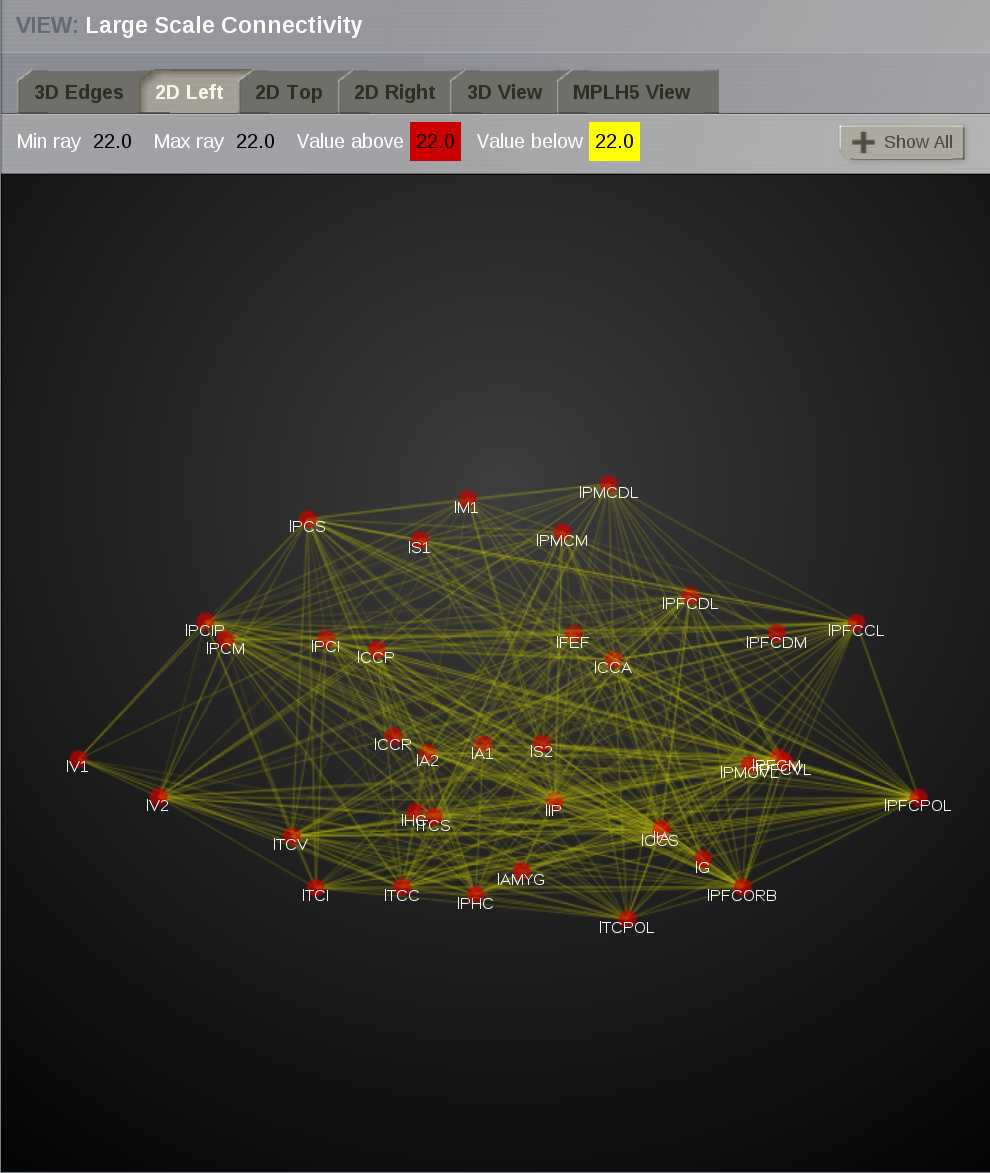 VIEW: Large Scale Connectivity
3D Edges 2D Left 2D Top 2D Right 3D View MPLH5 View
Min ray 22.0 Max ray 22.0 Value above 22.0 Value below 22.0 Show All
lPMCDL
lM1
lPCS
lS1
lPMCM
lPFCDL
lPCIP
lPCM
lPCI
lCCP
lFEF
lCCA
lPFCDM
lPFCCL
lV1
lCCR
lA2
lA1
lS2
lPFCM
lPMCVL
lPFCVL
lV2
lPFCPOL
lHC
lTCS
lIP
lTCV
lOCS
lIA
lG
lTCI
lTCC
lPHC
lAMYG
lPFCORB
lTCPOL